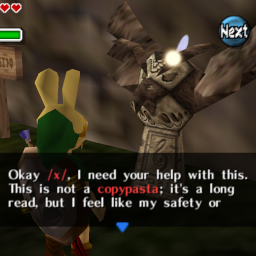 Next
Okay /x/, I need your help with this.
This is not a copypasta; it's a long
read, but I feel like my safety or